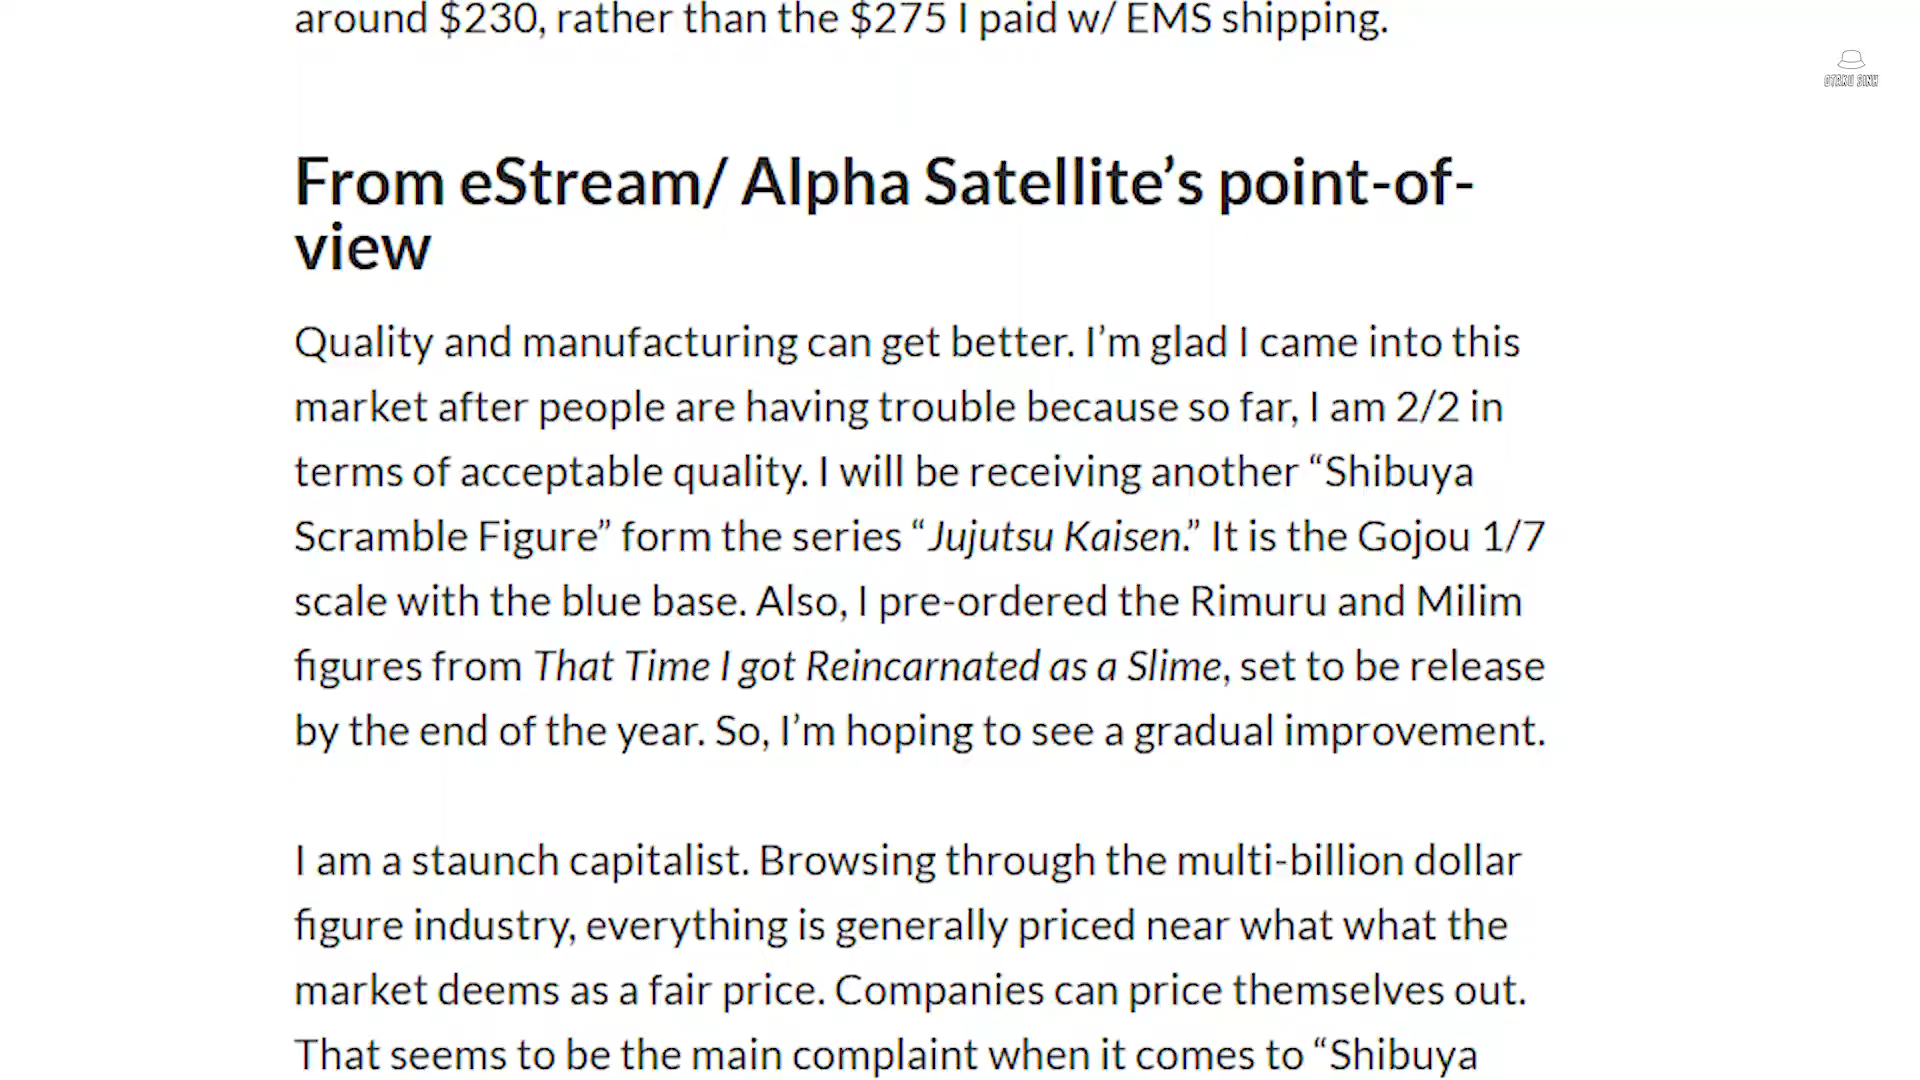 around $230, rather than the $275 I paid w/ EMS shipping.
OTAKU SINH
From eStream/ Alpha Satellite’s point-of-
view
Quality and manufacturing can get better. I’m glad I came into this
market after people are having trouble because so far, I am 2/2 in
terms of acceptable quality. I will be receiving another “Shibuya
Scramble Figure” form the series “Jujutsu Kaisen.” It is the Gojou 1/7
scale with the blue base. Also, I pre-ordered the Rimuru and Milim
figures from That Time I got Reincarnated as a Slime, set to be release
by the end of the year. So, I’m hoping to see a gradual improvement.
I am a staunch capitalist. Browsing through the multi-billion dollar
figure industry, everything is generally priced near what what the
market deems as a fair price. Companies can price themselves out.
That seems to be the main complaint when it comes to “Shibuya